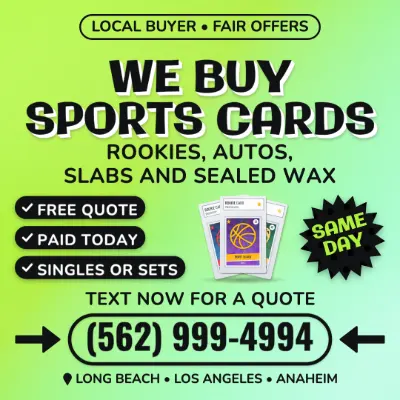 LOCAL BUYER • FAIR OFFERS
WE BUY
SPORTS CARDS
ROOKIES, AUTOS,
SLABS AND SEALED WAX
FREE QUOTE
PAID TODAY
SINGLES OR SETS
SAME
DAY
TEXT NOW FOR A QUOTE
(562) 999-4994
LONG BEACH • LOS ANGELES • ANAHEIM